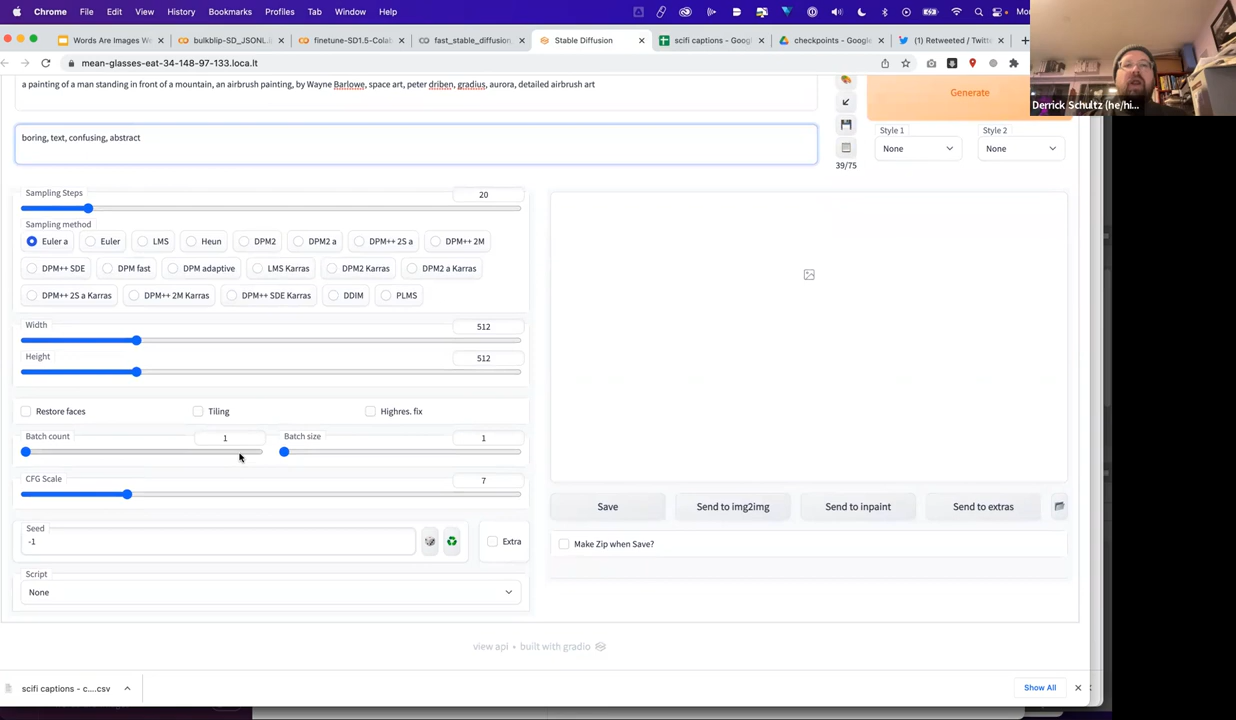 Chrome File Edit View History Bookmarks Profiles Tab Window Help
Words Are Images W
bulkblip-SD_JSONL.i
finetune-SD1.5-Colab
fast_stable_diffusion_
Stable Diffusion
scifi captions - Googl
checkpoints - Google
(1) Retweeted / Twitte
mean-glasses-eat-34-148-97-133.loca.lt
a painting of a man standing in front of a mountain, an airbrush painting, by Wayne Barlowe, space art, peter driben, gradius, aurora, detailed airbrush art
Generate
Derrick Schultz (he/hi...
boring, text, confusing, abstract
Style 1
Style 2
None
None
39/75
Sampling Steps
20
Sampling method
Euler a Euler LMS Heun DPM2 DPM2 a DPM++ 2S a DPM++ 2M
DPM++ SDE DPM fast DPM adaptive LMS Karras DPM2 Karras DPM2 a Karras
DPM++ 2S a Karras DPM++ 2M Karras DPM++ SDE Karras DDIM PLMS
Width
512
Height
512
Restore faces Tiling Highres. fix
Batch count
1
Batch size
1
CFG Scale
7
Save Send to img2img Send to inpaint Send to extras
Seed
-1
Extra
Make Zip when Save?
Script
None
view api • built with gradio
scifi captions - c....csv
Show All